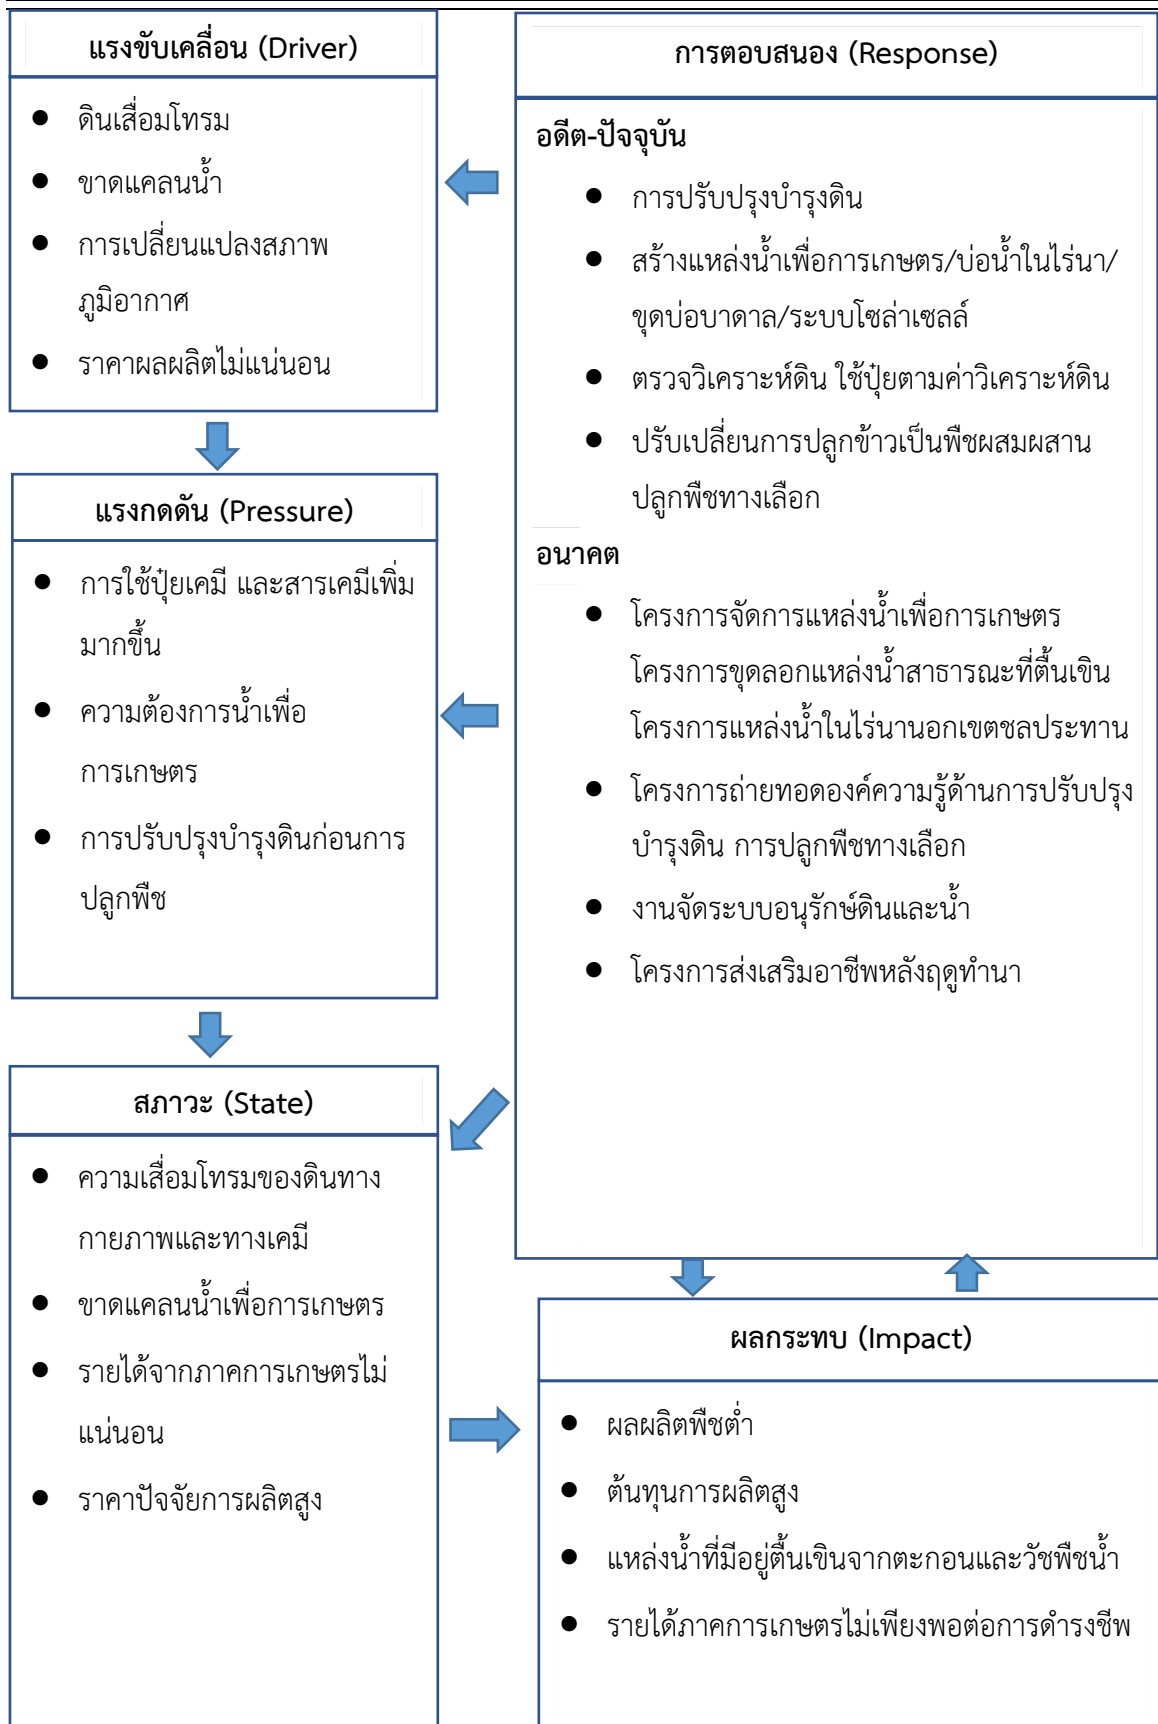 แรงขับเคลื่อน (Driver)
● ดินเสื่อมโทรม
● ขาดแคลนน้ำ
● การเปลี่ยนแปลงสภาพ
ภูมิอากาศ
● ราคาผลผลิตไม่แน่นอน
แรงกดดัน (Pressure)
● การใช้ปุ๋ยเคมี และสารเคมีเพิ่ม
มากขึ้น
● ความต้องการน้ำเพื่อ
การเกษตร
● การปรับปรุงบำรุงดินก่อนการ
ปลูกพืช
สภาวะ (State)
● ความเสื่อมโทรมของดินทาง
กายภาพและทางเคมี
● ขาดแคลนน้ำเพื่อการเกษตร
● รายได้จากภาคการเกษตรไม่
แน่นอน
● ราคาปัจจัยการผลิตสูง
การตอบสนอง (Response)
อดีต-ปัจจุบัน
● การปรับปรุงบำรุงดิน
● สร้างแหล่งน้ำเพื่อการเกษตร/บ่อน้ำในไร่นา/
ขุดบ่อบาดาล/ระบบโซล่าเซลล์
● ตรวจวิเคราะห์ดิน ใช้ปุ๋ยตามค่าวิเคราะห์ดิน
● ปรับเปลี่ยนการปลูกข้าวเป็นพืชผสมผสาน
ปลูกพืชทางเลือก
อนาคต
● โครงการจัดการแหล่งน้ำเพื่อการเกษตร
โครงการขุดลอกแหล่งน้ำสาธารณะที่ตื้นเขิน
โครงการแหล่งน้ำในไร่นานอกเขตชลประทาน
● โครงการถ่ายทอดองค์ความรู้ด้านการปรับปรุง
บำรุงดิน การปลูกพืชทางเลือก
● งานจัดระบบอนุรักษ์ดินและน้ำ
● โครงการส่งเสริมอาชีพหลังฤดูทำนา
ผลกระทบ (Impact)
● ผลผลิตพืชต่ำ
● ต้นทุนการผลิตสูง
● แหล่งน้ำที่มีอยู่ตื้นเขินจากตะกอนและวัชพืชน้ำ
● รายได้ภาคการเกษตรไม่เพียงพอต่อการดำรงชีพ